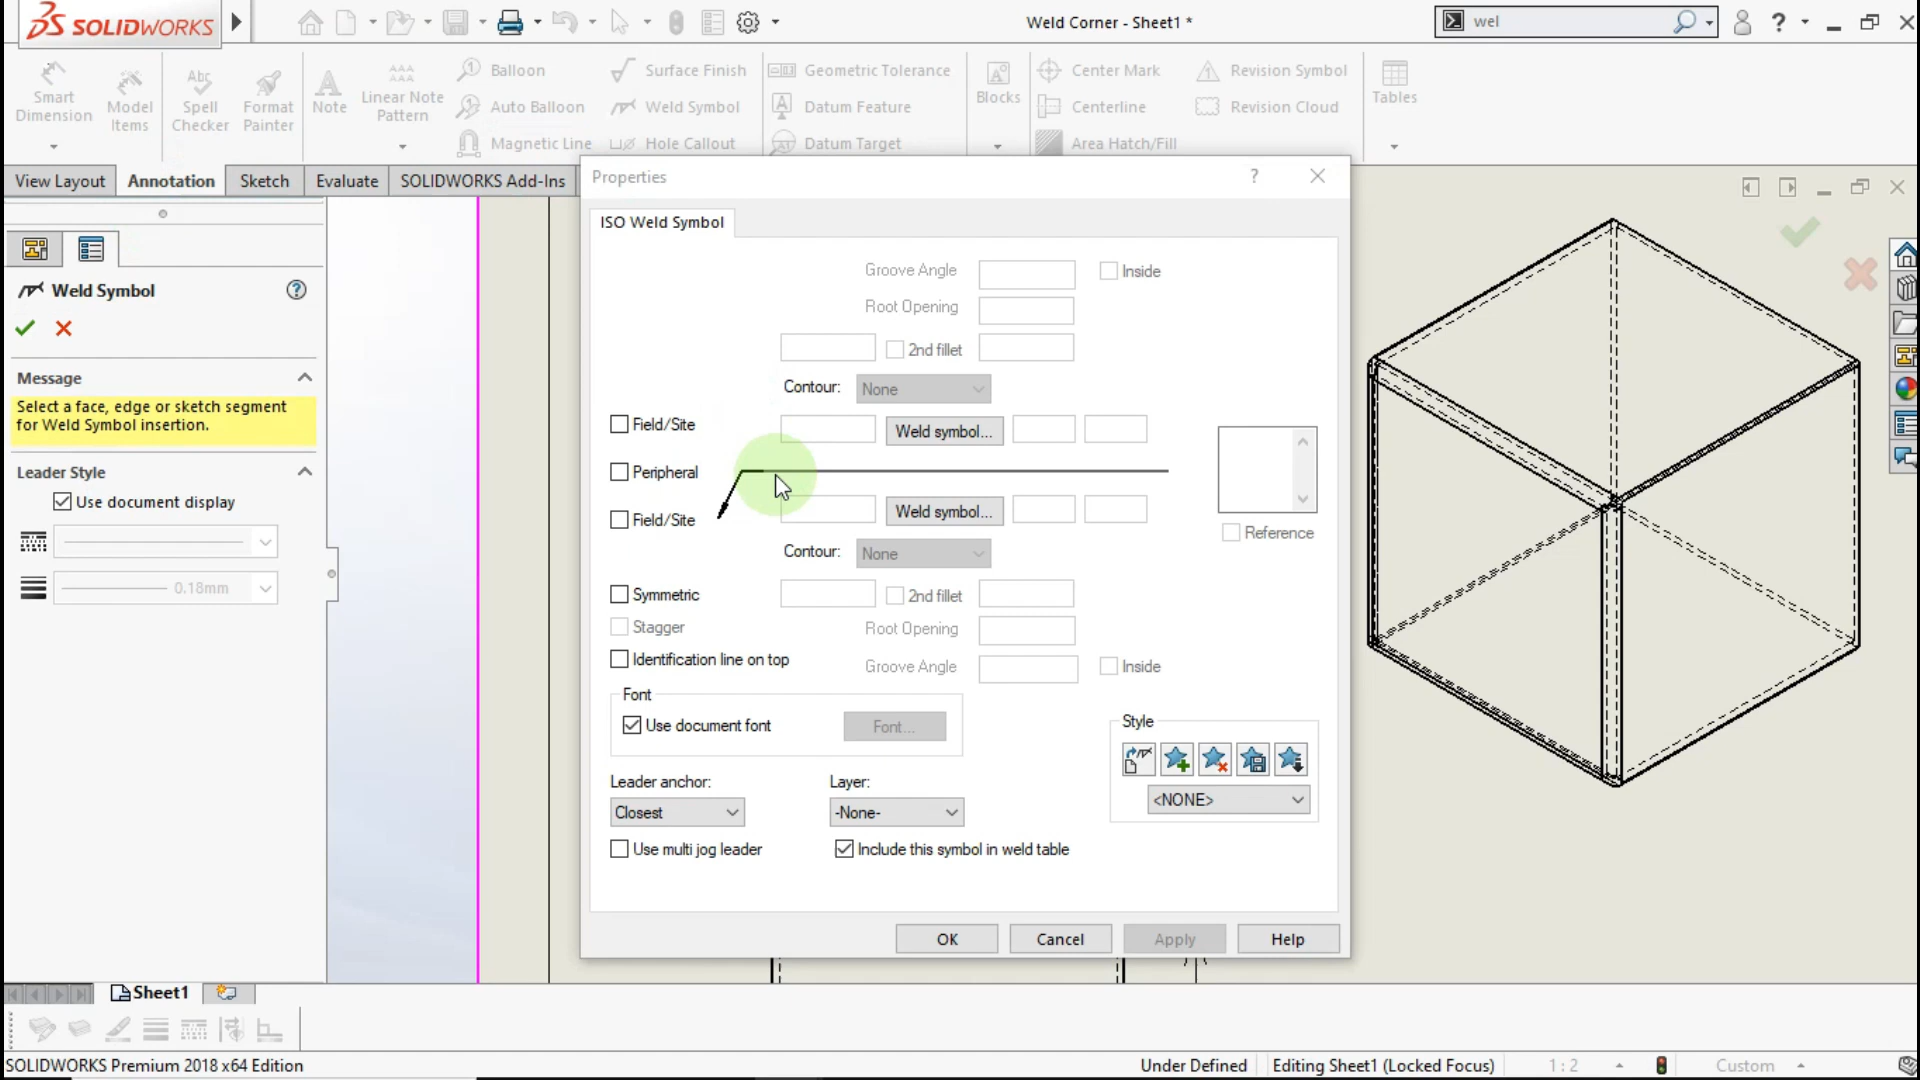 SOLIDWORKS
Weld Corner - Sheet1 *
wel
?
Smart
Dimension
Model
Items
Abc
Spell
Checker
Format
Painter
A
Note
Linear Note
Pattern
Balloon
Auto Balloon
Magnetic Line
Surface Finish
Weld Symbol
Hole Callout
Geometric Tolerance
Datum Feature
Datum Target
Blocks
Center Mark
Centerline
Area Hatch/Fill
Revision Symbol
Revision Cloud
Tables
View Layout
Annotation
Sketch
Evaluate
SOLIDWORKS Add-Ins
Weld Symbol
?
Message
Select a face, edge or sketch segment
for Weld Symbol insertion.
Leader Style
Use document display
0.18mm
Properties
?
ISO Weld Symbol
Groove Angle
Inside
Root Opening
2nd fillet
Contour:
None
Field/Site
Weld symbol...
Peripheral
Field/Site
Weld symbol...
Reference
Contour:
None
Symmetric
2nd fillet
Stagger
Root Opening
Identification line on top
Groove Angle
Inside
Font
Use document font
Font...
Style
<NONE>
Leader anchor:
Closest
Layer:
-None-
Use multi jog leader
Include this symbol in weld table
OK
Cancel
Apply
Help
Sheet1
SOLIDWORKS Premium 2018 x64 Edition
Under Defined
Editing Sheet1 (Locked Focus)
1 : 2
Custom